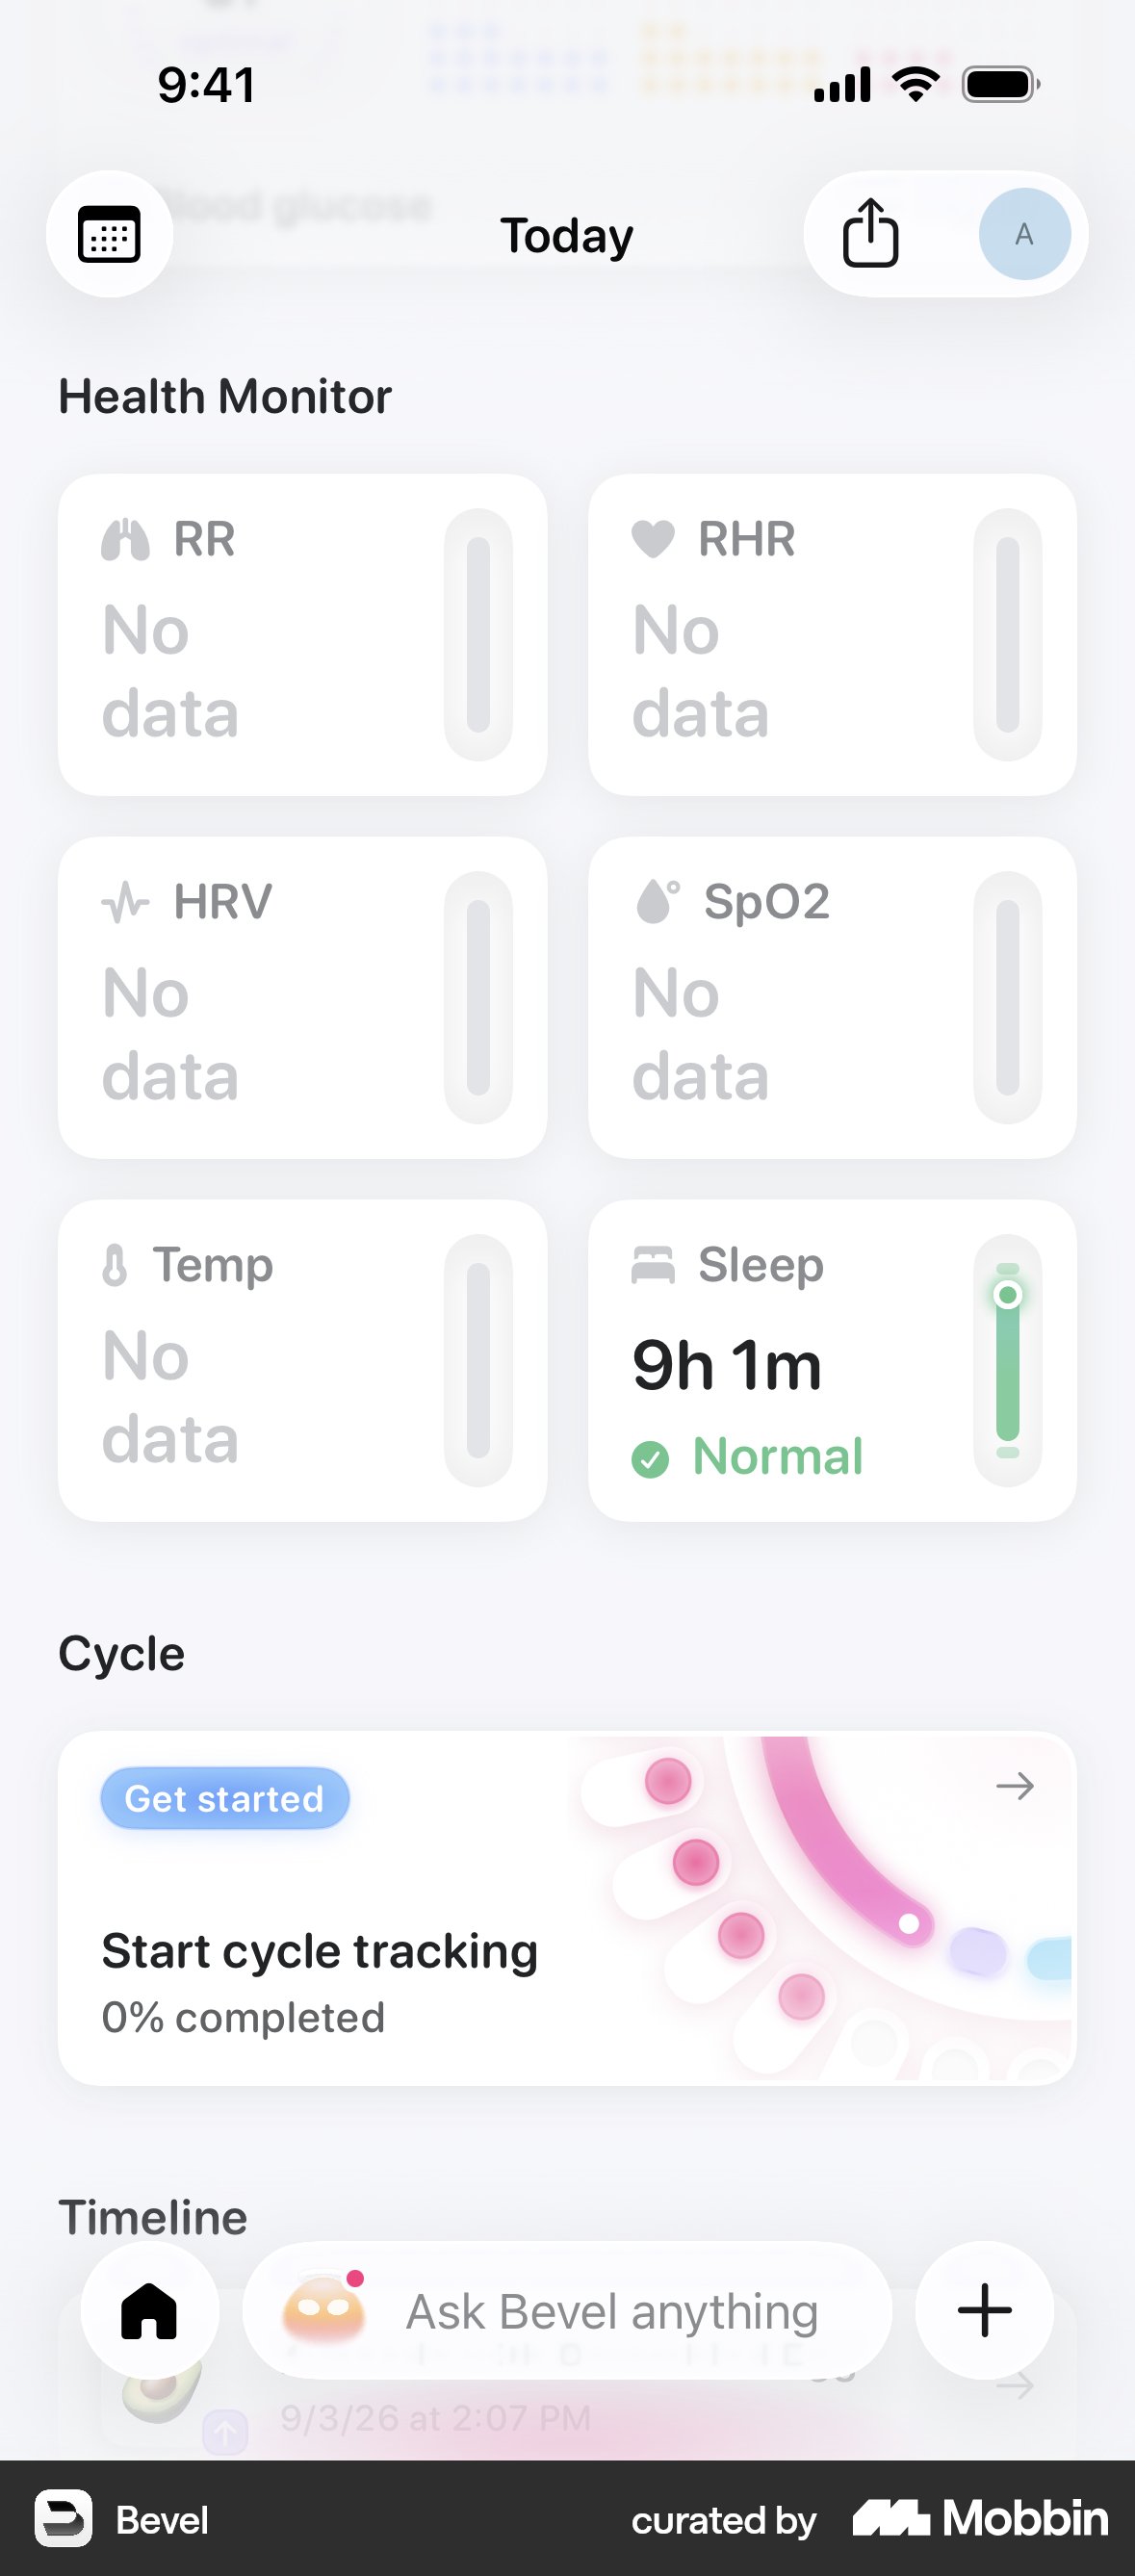 9:41
Blood glucose
Today
A
Health Monitor
RR
No
data
RHR
No
data
HRV
No
data
SpO2
No
data
Temp
No
data
Sleep
9h 1m
Normal
Cycle
Get started
Start cycle tracking
0% completed
Timeline
Ask Bevel anything
9/3/26 at 2:07 PM
Bevel
curated by Mobbin